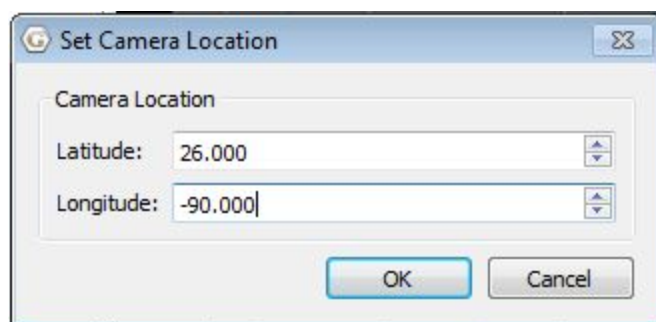 Set Camera Location
Camera Location
Latitude: 26.000
Longitude: -90.000
OK Cancel